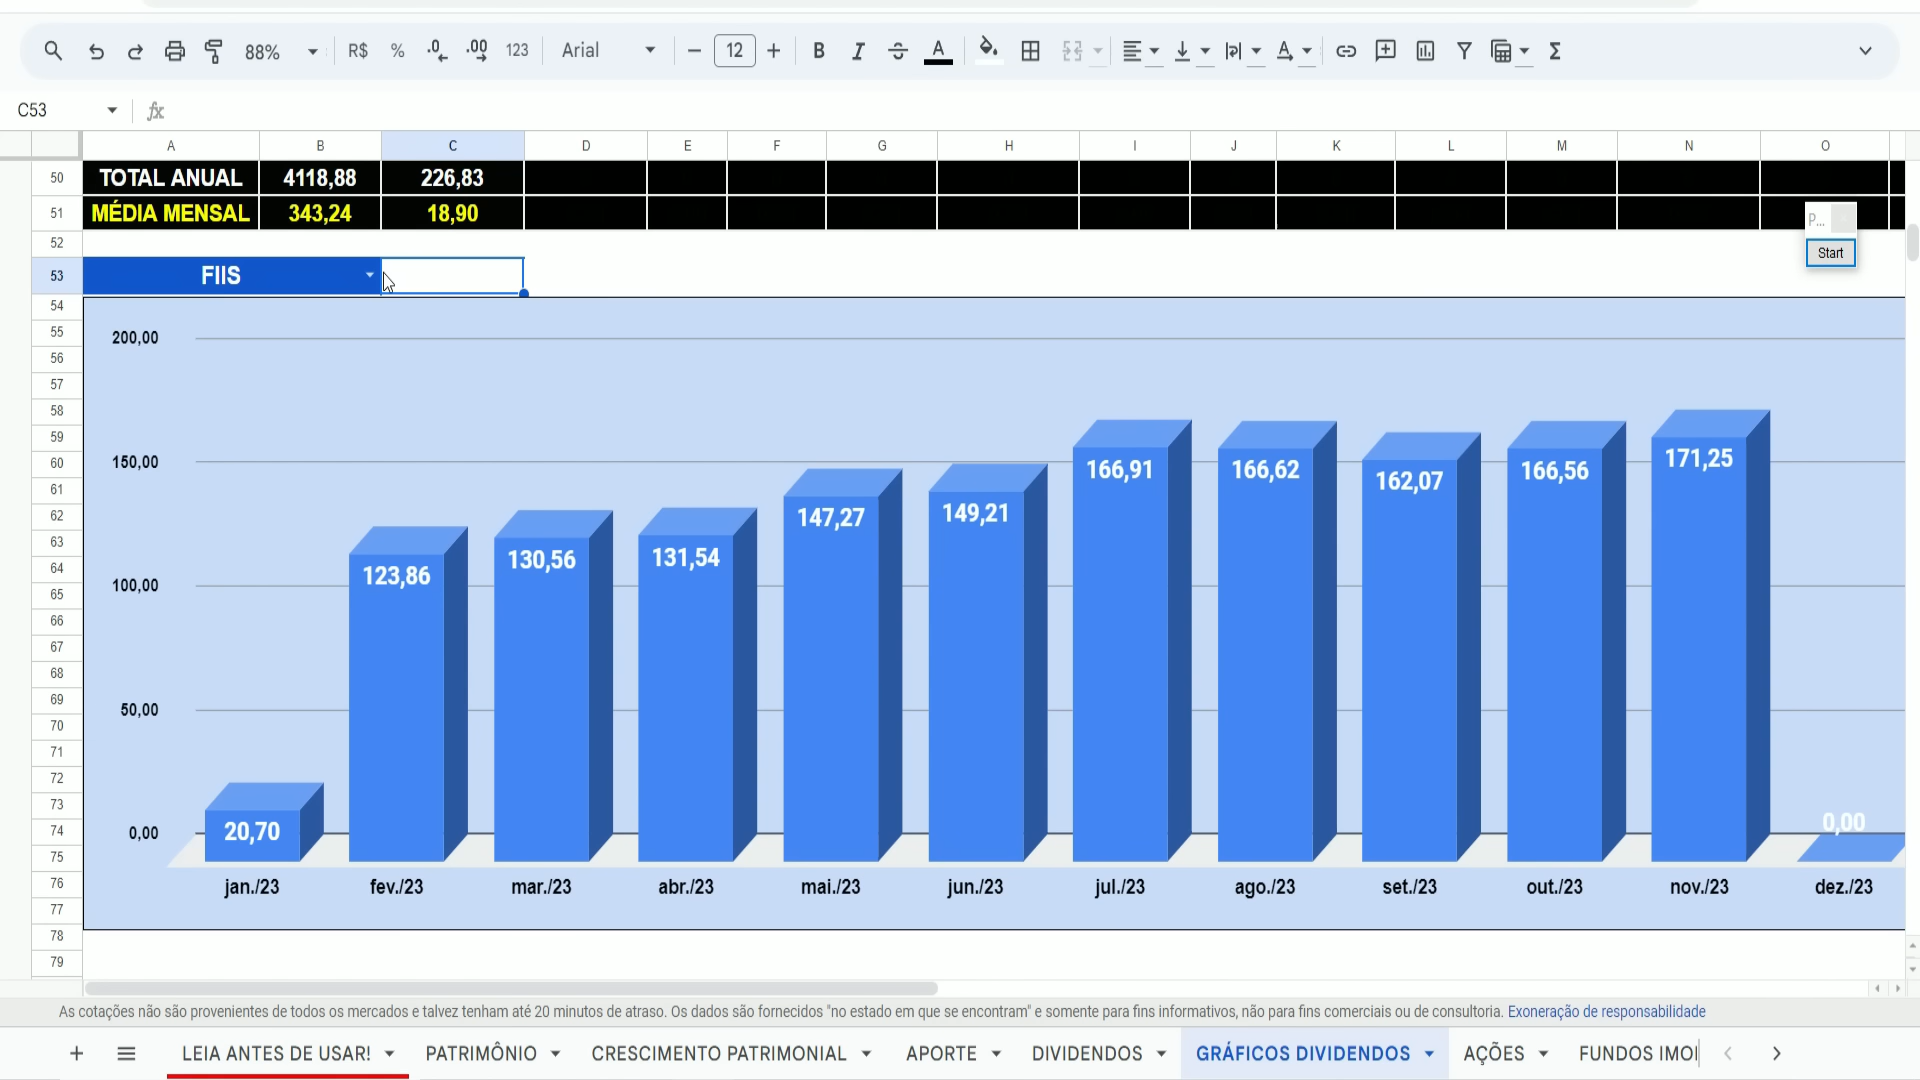 88% R$ % .0 .00 123 Arial 12 B I S A
C53 fx
A B C D E F G H I J K L M N O
50 TOTAL ANUAL 4118,88 226,83
51 MÉDIA MENSAL 343,24 18,90
P...
Start
52
53 FIIS
54
55
56
57
58
59
60
61
62
63
64
65
66
67
68
69
70
71
72
73
74
75
76
77
78
79
200,00
150,00
100,00
50,00
0,00
20,70 123,86 130,56 131,54 147,27 149,21 166,91 166,62 162,07 166,56 171,25 0,00
jan./23 fev./23 mar./23 abr./23 mai./23 jun./23 jul./23 ago./23 set./23 out./23 nov./23 dez./23
As cotações não são provenientes de todos os mercados e talvez tenham até 20 minutos de atraso. Os dados são fornecidos "no estado em que se encontram" e somente para fins informativos, não para fins comerciais ou de consultoria. Exoneração de responsabilidade
LEIA ANTES DE USAR! PATRIMÔNIO CRESCIMENTO PATRIMONIAL APORTE DIVIDENDOS GRÁFICOS DIVIDENDOS AÇÕES FUNDOS IMOI